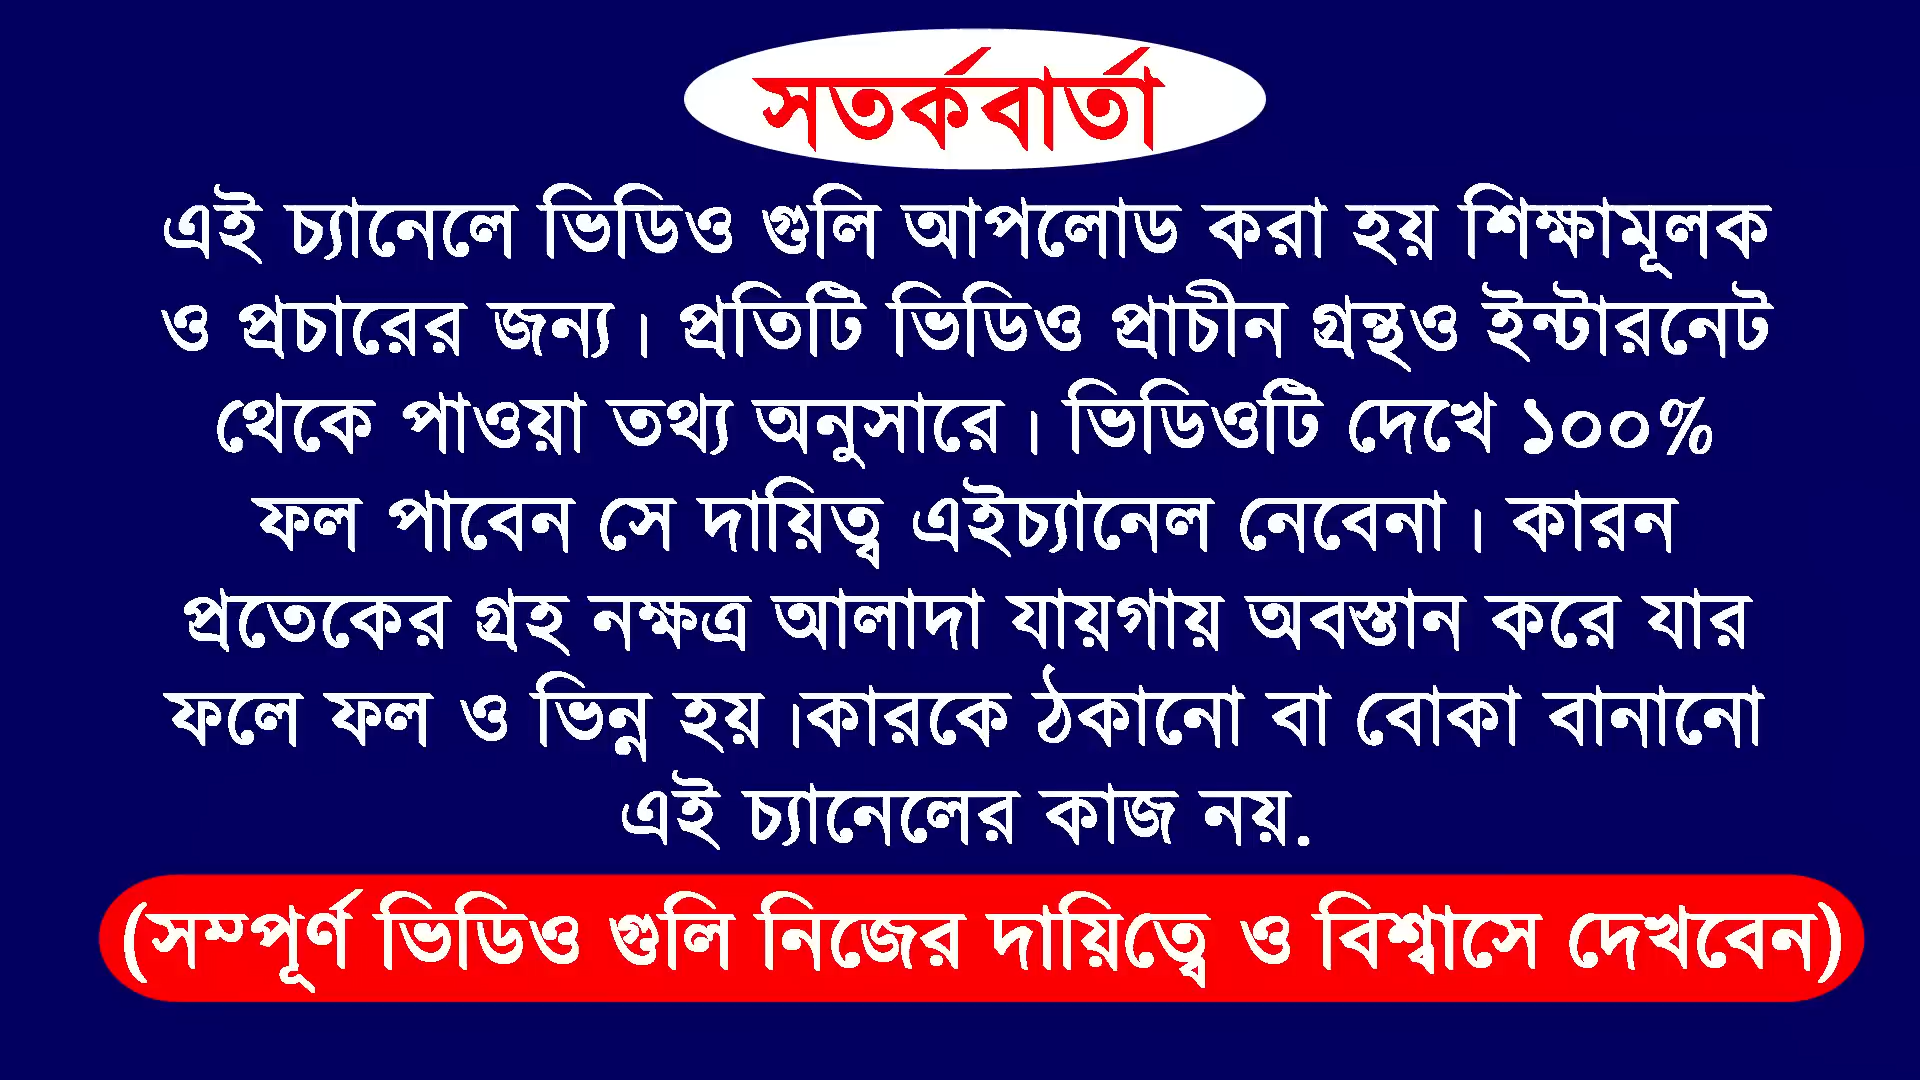 সতর্কবার্তা
এই চ্যানেলে ভিডিও গুলি আপলোড করা হয় শিক্ষামূলক
ও প্রচারের জন্য। প্রতিটি ভিডিও প্রাচীন গ্রন্থও ইন্টারনেট
থেকে পাওয়া তথ্য অনুসারে। ভিডিওটি দেখে ১০০%
ফল পাবেন সে দায়িত্ব এইচ্যানেল নেবেনা। কারন
প্রতেকের গ্রহ নক্ষত্র আলাদা যায়গায় অবস্তান করে যার
ফলে ফল ও ভিন্ন হয়।কারকে ঠকানো বা বোকা বানানো
এই চ্যানেলের কাজ নয়.
(সম্পূর্ণ ভিডিও গুলি নিজের দায়িত্বে ও বিশ্বাসে দেখবেন)